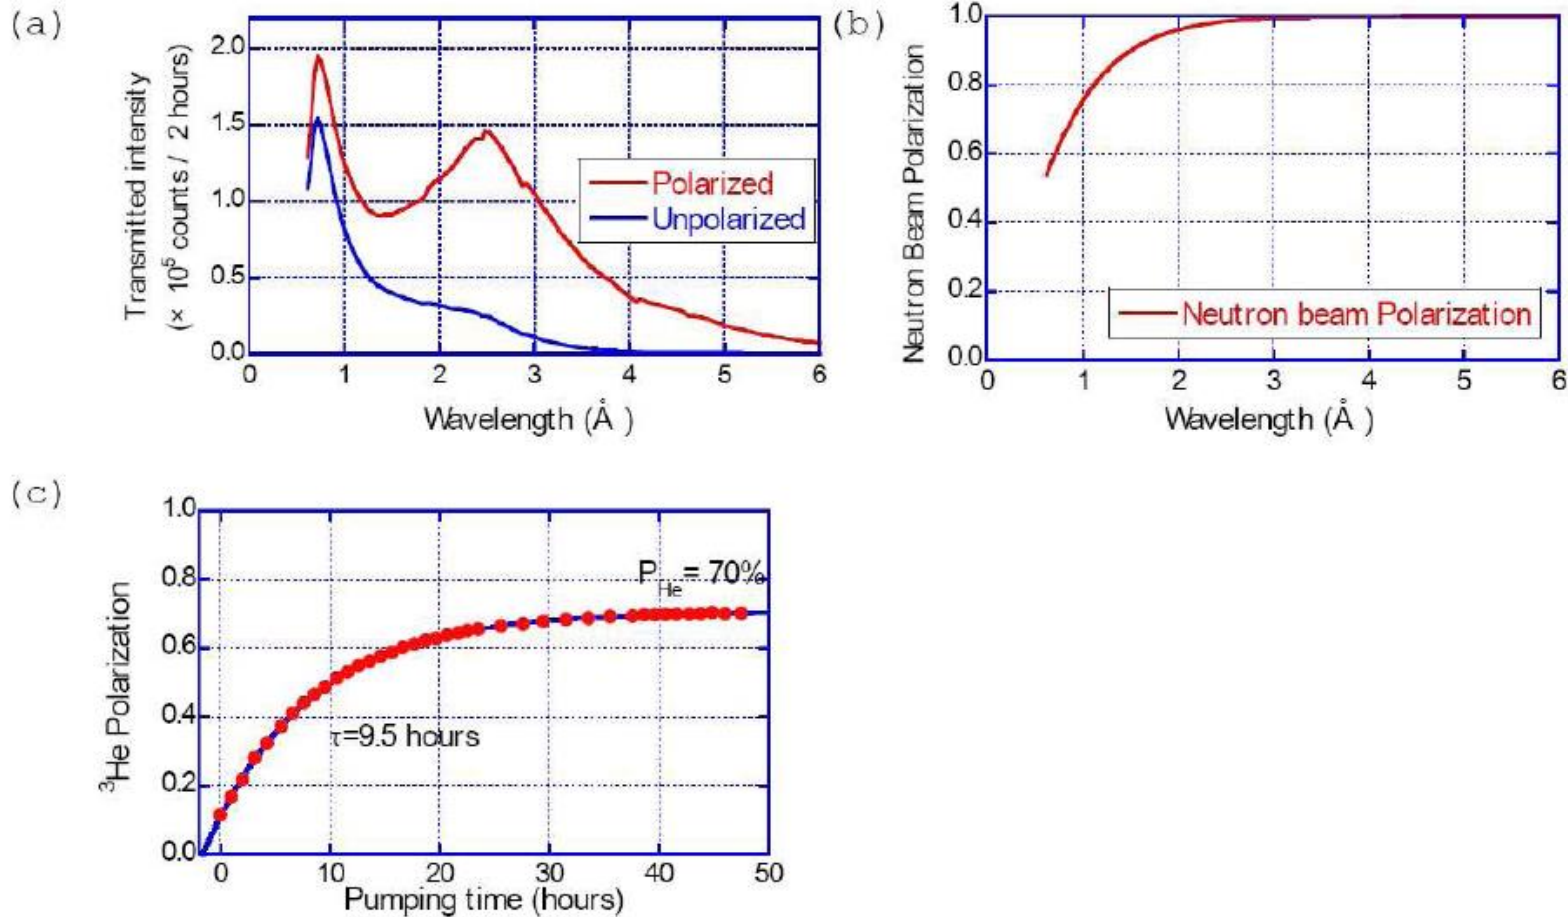 (a)
Transmitted intensity
(× 10⁵ counts / 2 hours)
2.0
1.5
1.0
0.5
0.0
Polarized
Unpolarized
0 1 2 3 4 5 6
Wavelength (Å )
(b)
Neutron Beam Polarization
1.0
0.8
0.6
0.4
0.2
0.0
Neutron beam Polarization
0 1 2 3 4 5 6
Wavelength (Å )
(c)
³He Polarization
1.0
0.8
0.6
0.4
0.2
0.0
P_He = 70%
τ=9.5 hours
0 10 20 30 40 50
Pumping time (hours)